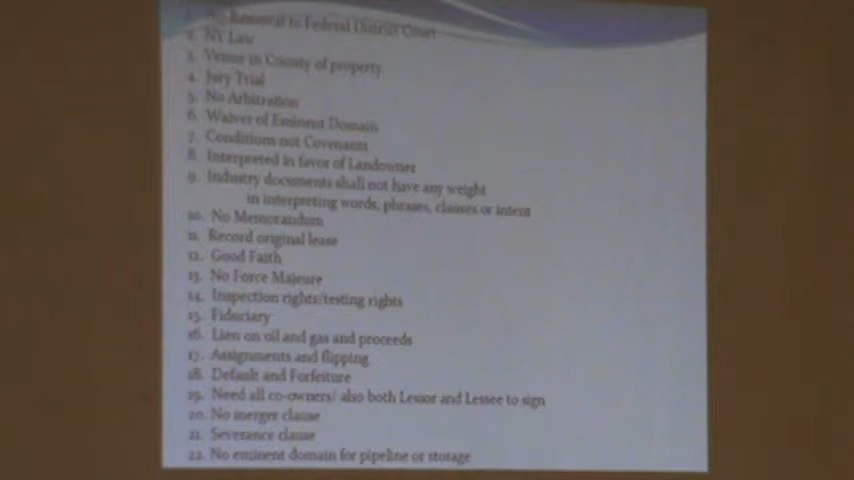 1. No Removal to Federal District Court
2. NY Law
3. Venue in County of property
4. Jury Trial
5. No Arbitration
6. Waiver of Eminent Domain
7. Conditions not Covenants
8. Interpreted in favor of Landowner
9. Industry documents shall not have any weight
in interpreting words, phrases, clauses or intent
10. No Memorandum
11. Record original lease
12. Good Faith
13. No Force Majeure
14. Inspection rights/testing rights
15. Fiduciary
16. Lien on oil and gas and proceeds
17. Assignments and flipping
18. Default and Forfeiture
19. Need all co-owners/ also both Lessor and Lessee to sign
20. No merger clause
21. Severance clause
22. No eminent domain for pipeline or storage